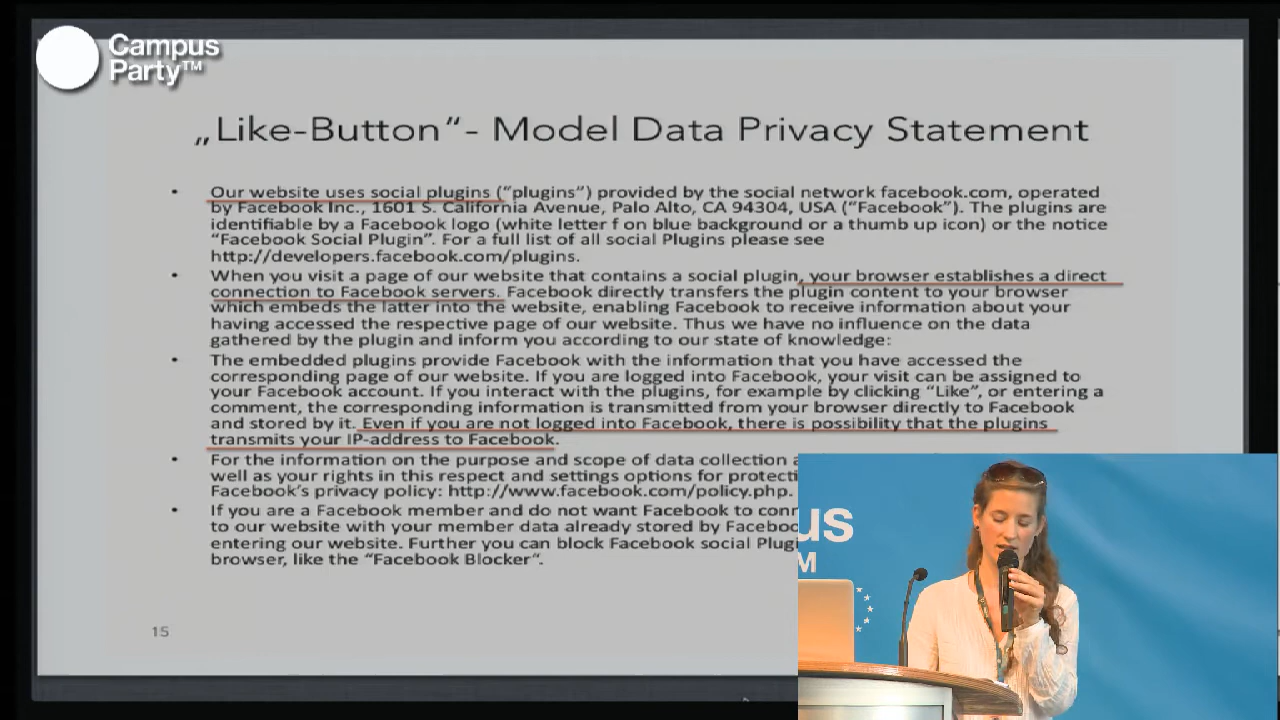 Campus
Party™
„Like-Button“- Model Data Privacy Statement
• Our website uses social plugins (“plugins”) provided by the social network facebook.com, operated
by Facebook Inc., 1601 S. California Avenue, Palo Alto, CA 94304, USA (“Facebook”). The plugins are
identifiable by a Facebook logo (white letter f on blue background or a thumb up icon) or the notice
“Facebook Social Plugin”. For a full list of all social Plugins please see
http://developers.facebook.com/plugins.
• When you visit a page of our website that contains a social plugin, your browser establishes a direct
connection to Facebook servers. Facebook directly transfers the plugin content to your browser
which embeds the latter into the website, enabling Facebook to receive information about your
having accessed the respective page of our website. Thus we have no influence on the data
gathered by the plugin and inform you according to our state of knowledge:
• The embedded plugins provide Facebook with the information that you have accessed the
corresponding page of our website. If you are logged into Facebook, your visit can be assigned to
your Facebook account. If you interact with the plugins, for example by clicking “Like”, or entering a
comment, the corresponding information is transmitted from your browser directly to Facebook
and stored by it. Even if you are not logged into Facebook, there is possibility that the plugins
transmits your IP-address to Facebook.
• For the information on the purpose and scope of data collection
well as your rights in this respect and settings options for
Facebook’s privacy policy: http://www.facebook.com/policy.php.
• If you are a Facebook member and do not want Facebook to
to our website with your member data already stored by
entering our website. Further you can block Facebook social
browser, like the “Facebook Blocker“.
15
us
M